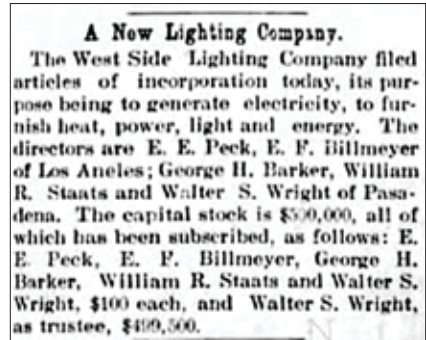 A New Lighting Company.
The West Side Lighting Company filed
articles of incorporation today, its pur-
pose being to generate electricity, to fur-
nish heat, power, light and energy. The
directors are E. E. Peck, E. F. Billmeyer
of Los Aneles; George H. Barker, William
R. Staats and Walter S. Wright of Pasa-
dena. The capital stock is $500,000, all of
which has been subscribed, as follows: E.
E. Peck, E. F. Billmeyer, George H.
Barker, William R. Staats and Walter S.
Wright, $100 each, and Walter S. Wright,
as trustee, $499,500.